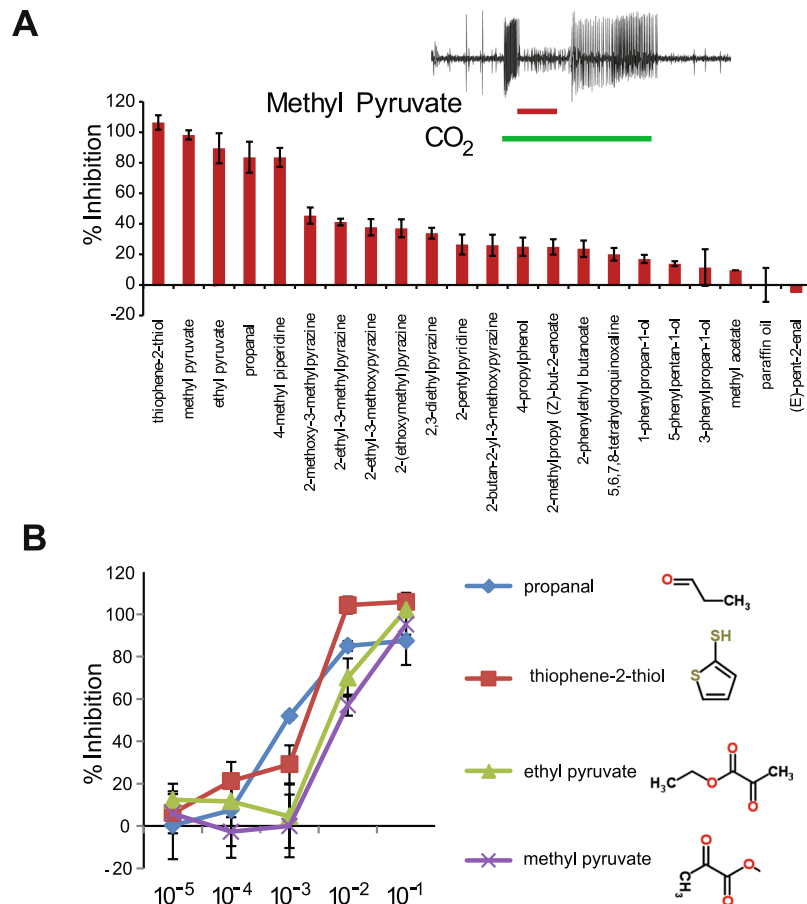 A
Methyl Pyruvate
CO2
% Inhibition
120
100
80
60
40
20
0
-20
thiophene-2-thiol
methyl pyruvate
ethyl pyruvate
propanal
4-methyl piperidine
2-methoxy-3-methylpyrazine
2-ethyl-3-methylpyrazine
2-ethyl-3-methoxypyrazine
2-(ethoxymethyl)pyrazine
2,3-diethylpyrazine
2-pentylpyridine
2-butan-2-yl-3-methoxypyrazine
4-propylphenol
2-methylpropyl (Z)-but-2-enoate
2-phenylethyl butanoate
5,6,7,8-tetrahydroquinoxaline
1-phenylpropan-1-ol
5-phenylpentan-1-ol
3-phenylpropan-1-ol
methyl acetate
paraffin oil
(E)-pent-2-enal
B
% Inhibition
120
100
80
60
40
20
0
-20
10⁻⁵ 10⁻⁴ 10⁻³ 10⁻² 10⁻¹
propanal
O
CH3
thiophene-2-thiol
SH
S
ethyl pyruvate
H3C
O
O
O
CH3
methyl pyruvate
CH3
O
O
O